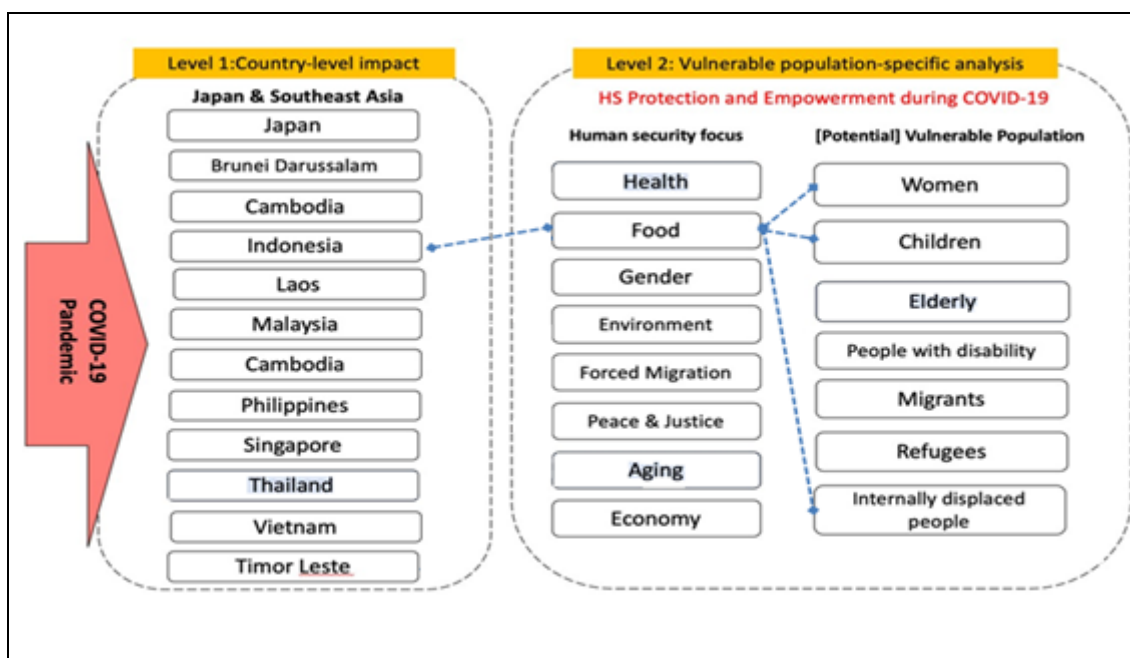 COVID-19
Pandemic
Level 1:Country-level impact
Japan & Southeast Asia
Japan
Brunei Darussalam
Cambodia
Indonesia
Laos
Malaysia
Cambodia
Philippines
Singapore
Thailand
Vietnam
Timor Leste
Level 2: Vulnerable population-specific analysis
HS Protection and Empowerment during COVID-19
Human security focus
Health
Food
Gender
Environment
Forced Migration
Peace & Justice
Aging
Economy
[Potential] Vulnerable Population
Women
Children
Elderly
People with disability
Migrants
Refugees
Internally displaced
people